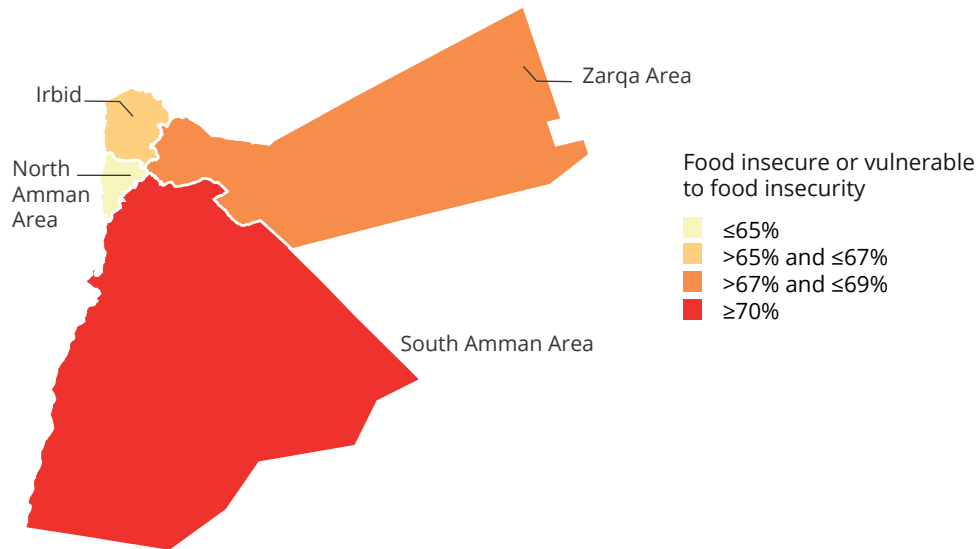 Zarqa Area
Irbid
North
Amman
Area
South Amman Area
Food insecure or vulnerable
to food insecurity
≤65%
>65% and ≤67%
>67% and ≤69%
≥70%